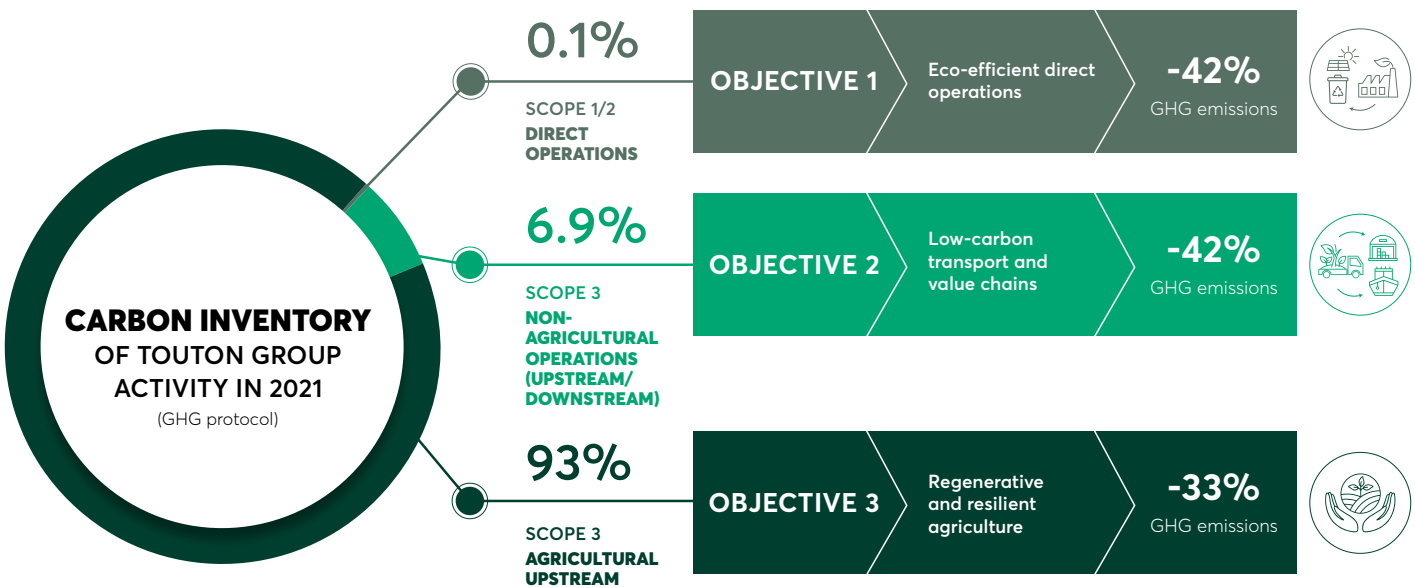 CARBON INVENTORY
OF TOUTON GROUP
ACTIVITY IN 2021
(GHG protocol)
0.1%
SCOPE 1/2
DIRECT
OPERATIONS
OBJECTIVE 1
Eco-efficient direct
operations
-42%
GHG emissions
6.9%
SCOPE 3
NON-
AGRICULTURAL
OPERATIONS
(UPSTREAM/
DOWNSTREAM)
OBJECTIVE 2
Low-carbon
transport and
value chains
-42%
GHG emissions
93%
SCOPE 3
AGRICULTURAL
UPSTREAM
OBJECTIVE 3
Regenerative
and resilient
agriculture
-33%
GHG emissions